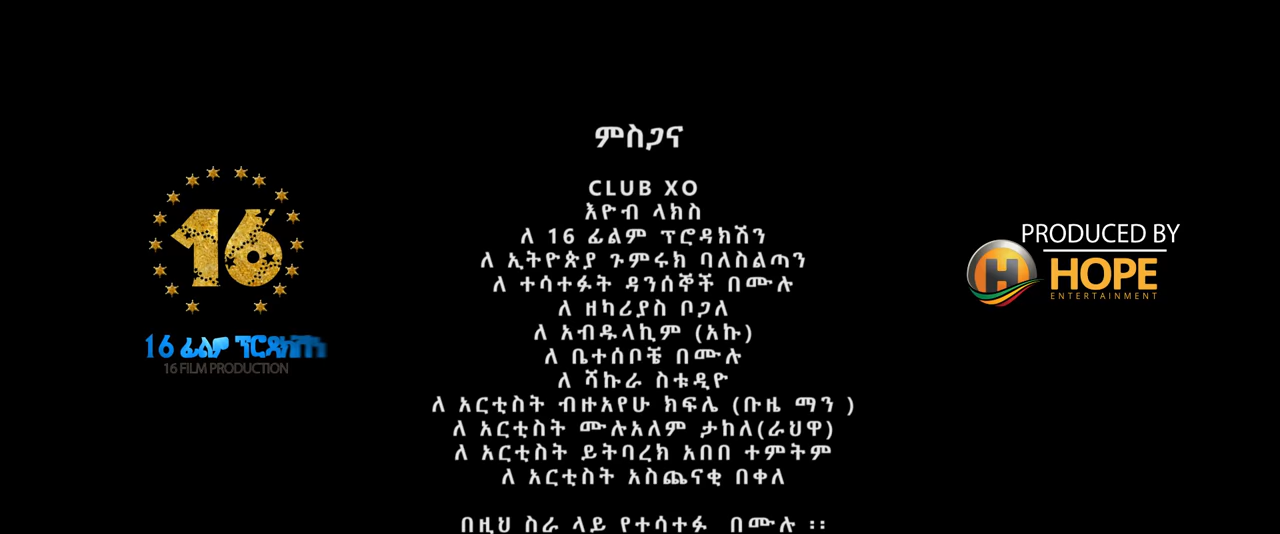 ምስጋና
CLUB XO
እዮብ ላክስ
ለ 16 ፊልም ፕሮዳክሽን
ለ ኢትዮጵያ ጉምሩክ ባለስልጣን
ለ ተሳተፉት ዳንሰኞች በሙሉ
ለ ዘካሪያስ ቦጋለ
ለ አብዱላኪም (አኩ)
ለ ቤተሰቦቼ በሙሉ
ለ ሻኩራ ስቱዲዮ
ለ አርቲስት ብዙአየሁ ክፍሌ (ቡዜ ማን )
ለ አርቲስት ሙሉአለም ታከለ(ራህዋ)
ለ አርቲስት ይትባረክ አበበ ተምትም
ለ አርቲስት አስጨናቂ በቀለ
በዚህ ስራ ላይ የተሳተፉ በሙሉ ፡፡
16
16 ፊልም ፕሮዳክሽን
16 FILM PRODUCTION
PRODUCED BY
H HOPE
ENTERTAINMENT